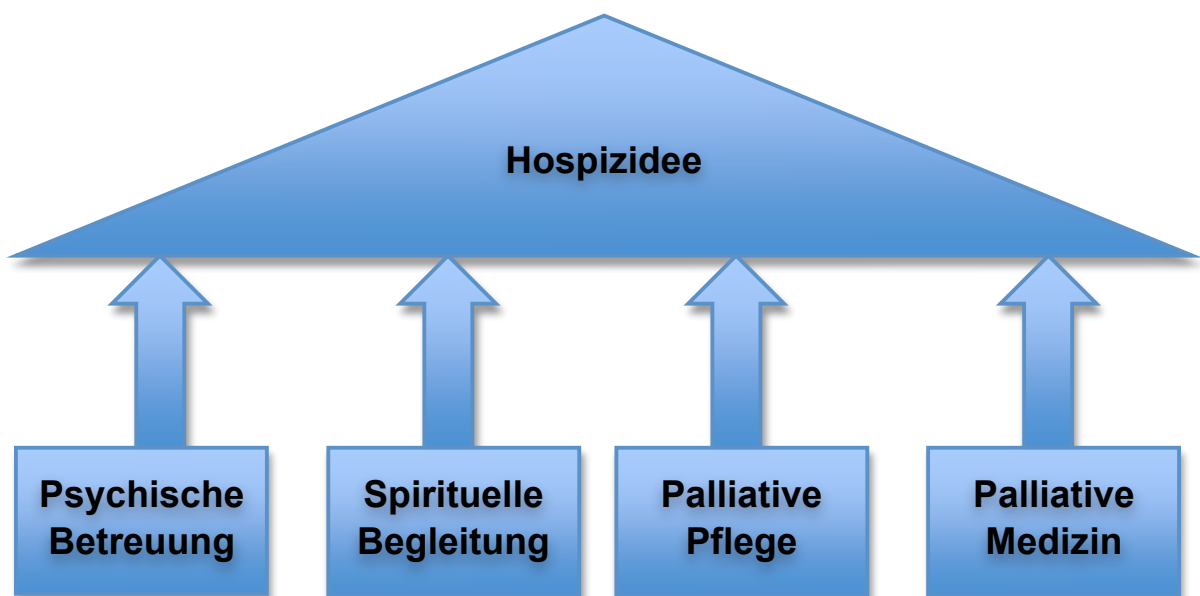 Hospizidee
Psychische
Betreuung
Spirituelle
Begleitung
Palliative
Pflege
Palliative
Medizin